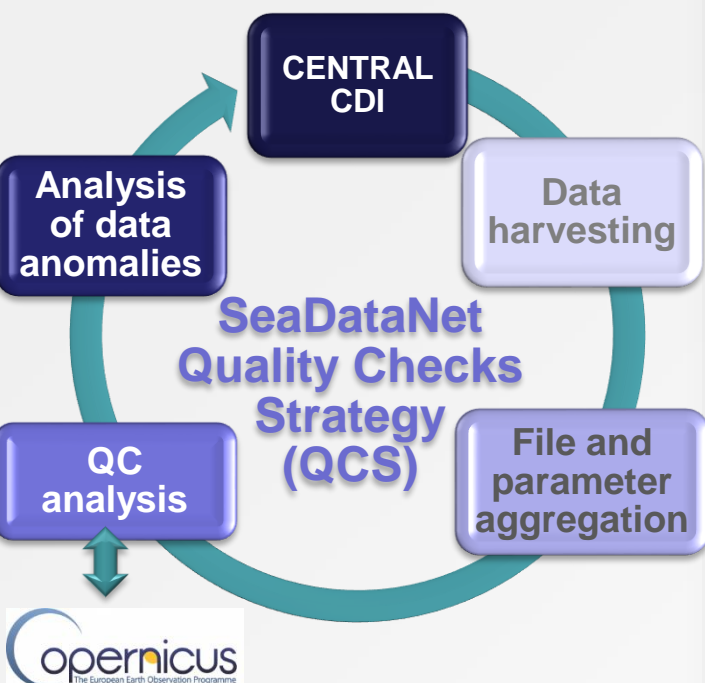 CENTRAL
CDI
Data
harvesting
File and
parameter
aggregation
QC
analysis
Analysis
of data
anomalies
SeaDataNet
Quality Checks
Strategy
(QCS)
Copernicus
The European Earth Observation Programme